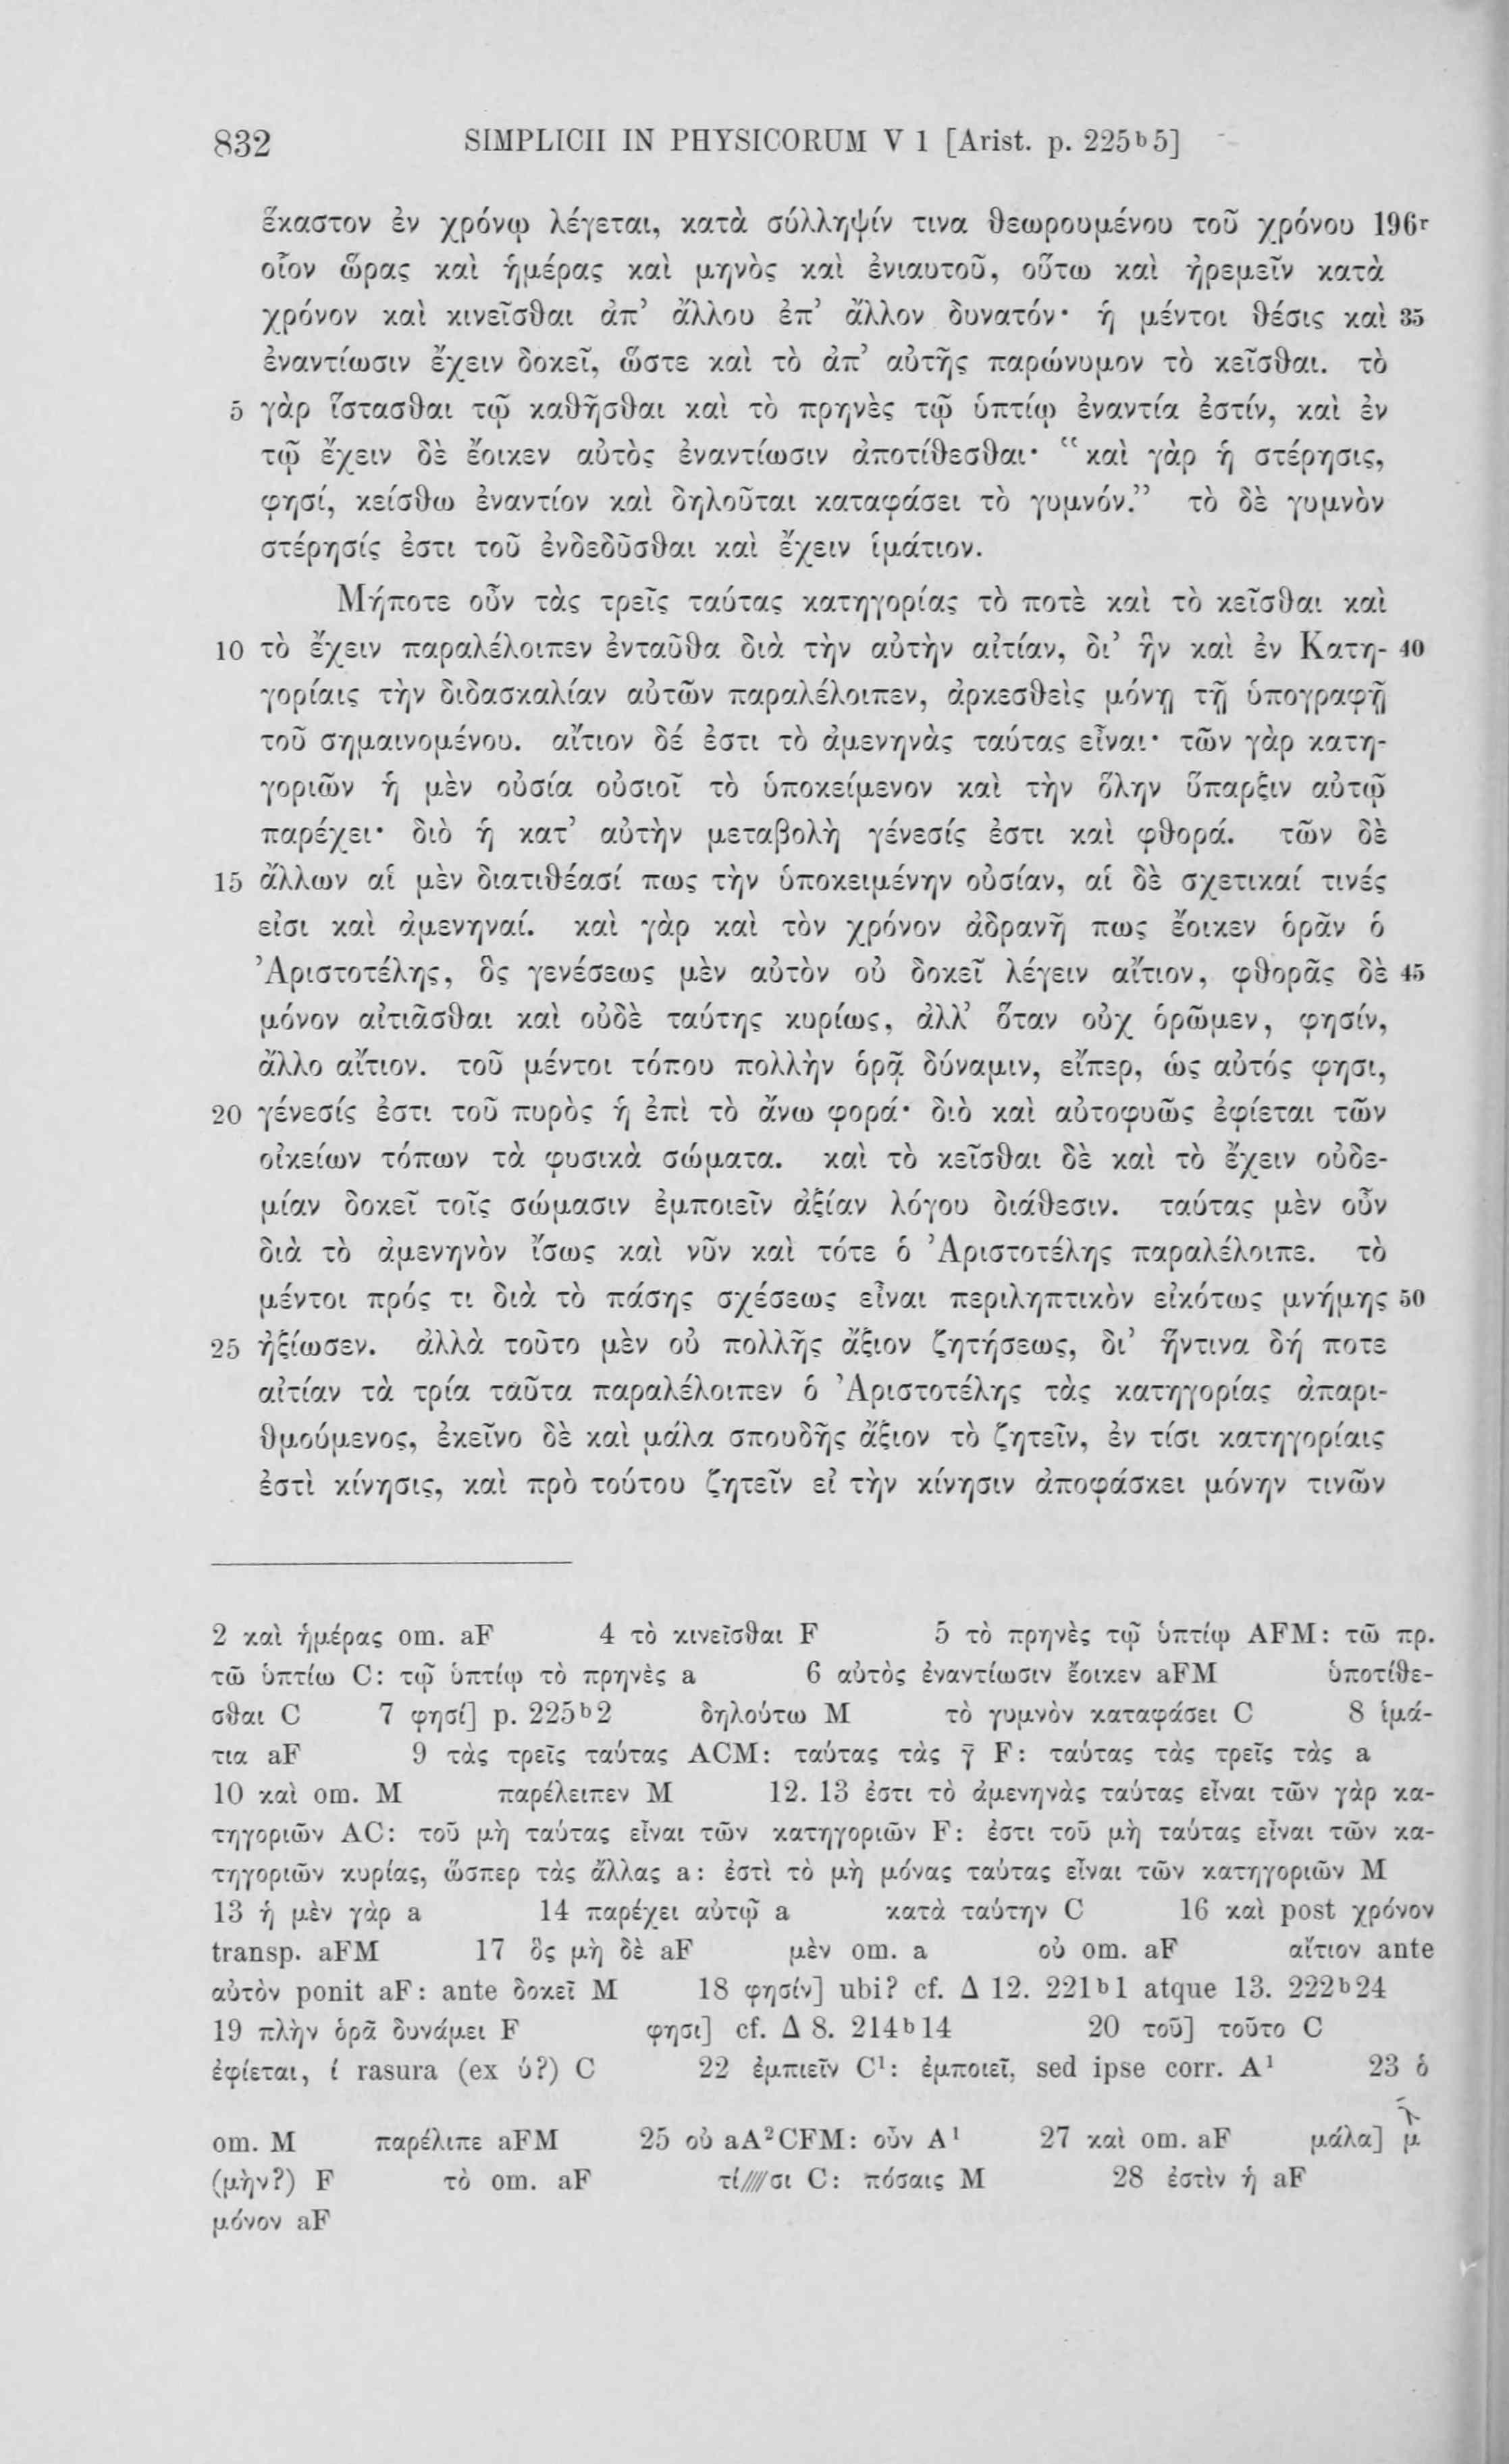 832 SIMPLICII IN PHYSICORUM V 1 [Arist. p. 225ᵇ5]
ἕκαστον ἐν χρόνῳ λέγεται, κατὰ σύλληψίν τινα θεωρουμένου τοῦ χρόνου 196ʳ
οἷον ὥρας καὶ ἡμέρας καὶ μηνὸς καὶ ἐνιαυτοῦ, οὕτω καὶ ἠρεμεῖν κατὰ
χρόνον καὶ κινεῖσθαι ἀπ' ἄλλου ἐπ' ἄλλον δυνατόν· ἡ μέντοι θέσις καὶ 35
ἐναντίωσιν ἔχειν δοκεῖ, ὥστε καὶ τὸ ἀπ' αὐτῆς παρώνυμον τὸ κεῖσθαι. τὸ
5 γὰρ ἵστασθαι τῷ καθῆσθαι καὶ τὸ πρηνὲς τῷ ὑπτίῳ ἐναντία ἐστίν, καὶ ἐν
τῷ ἔχειν δὲ ἔοικεν αὐτὸς ἐναντίωσιν ἀποτίθεσθαι· "καὶ γὰρ ἡ στέρησις,
φησί, κείσθω ἐναντίον καὶ δηλοῦται καταφάσει τὸ γυμνόν." τὸ δὲ γυμνὸν
στέρησίς ἐστι τοῦ ἐνδεδῦσθαι καὶ ἔχειν ἱμάτιον.
Μήποτε οὖν τὰς τρεῖς ταύτας κατηγορίας τὸ ποτὲ καὶ τὸ κεῖσθαι καὶ
10 τὸ ἔχειν παραλέλοιπεν ἐνταῦθα διὰ τὴν αὐτὴν αἰτίαν, δι' ἣν καὶ ἐν Κατη- 40
γορίαις τὴν διδασκαλίαν αὐτῶν παραλέλοιπεν, ἀρκεσθεὶς μόνῃ τῇ ὑπογραφῇ
τοῦ σημαινομένου. αἴτιον δέ ἐστι τὸ ἀμενηνὰς ταύτας εἶναι· τῶν γὰρ κατη-
γοριῶν ἡ μὲν οὐσία οὐσιοῖ τὸ ὑποκείμενον καὶ τὴν ὅλην ὕπαρξιν αὐτῷ
παρέχει· διὸ ἡ κατ' αὐτὴν μεταβολὴ γένεσίς ἐστι καὶ φθορά. τῶν δὲ
15 ἄλλων αἱ μὲν διατιθέασί πως τὴν ὑποκειμένην οὐσίαν, αἱ δὲ σχετικαί τινές
εἰσι καὶ ἀμενηναί. καὶ γὰρ καὶ τὸν χρόνον ἀδρανῆ πως ἔοικεν ὁρᾶν ὁ
Ἀριστοτέλης, ὃς γενέσεως μὲν αὐτὸν οὐ δοκεῖ λέγειν αἴτιον, φθορᾶς δὲ 45
μόνον αἰτιᾶσθαι καὶ οὐδὲ ταύτης κυρίως, ἀλλ' ὅταν οὐχ ὁρῶμεν, φησίν,
ἄλλο αἴτιον. τοῦ μέντοι τόπου πολλὴν ὁρᾷ δύναμιν, εἴπερ, ὡς αὐτός φησι,
20 γένεσίς ἐστι τοῦ πυρὸς ἡ ἐπὶ τὸ ἄνω φορά· διὸ καὶ αὐτοφυῶς ἐφίεται τῶν
οἰκείων τόπων τὰ φυσικὰ σώματα. καὶ τὸ κεῖσθαι δὲ καὶ τὸ ἔχειν οὐδε-
μίαν δοκεῖ τοῖς σώμασιν ἐμποιεῖν ἀξίαν λόγου διάθεσιν. ταύτας μὲν οὖν
διὰ τὸ ἀμενηνὸν ἴσως καὶ νῦν καὶ τότε ὁ Ἀριστοτέλης παραλέλοιπε. τὸ
μέντοι πρός τι διὰ τὸ πάσης σχέσεως εἶναι περιληπτικὸν εἰκότως μνήμης 50
25 ἠξίωσεν. ἀλλὰ τοῦτο μὲν οὐ πολλῆς ἄξιον ζητήσεως, δι' ἥντινα δή ποτε
αἰτίαν τὰ τρία ταῦτα παραλέλοιπεν ὁ Ἀριστοτέλης τὰς κατηγορίας ἀπαρι-
θμούμενος, ἐκεῖνο δὲ καὶ μάλα σπουδῆς ἄξιον τὸ ζητεῖν, ἐν τίσι κατηγορίαις
ἐστὶ κίνησις, καὶ πρὸ τούτου ζητεῖν εἰ τὴν κίνησιν ἀποφάσκει μόνην τινῶν
2 καὶ ἡμέρας om. aF 4 τὸ κινεῖσθαι F 5 τὸ πρηνὲς τῷ ὑπτίῳ AFM: τῶ πρ.
τῶ ὑπτίω C: τῷ ὑπτίῳ τὸ πρηνὲς a 6 αὐτὸς ἐναντίωσιν ἔοικεν aFM ὑποτίθε-
σθαι C 7 φησί] p. 225ᵇ2 δηλούτω M τὸ γυμνὸν καταφάσει C 8 ἱμά-
τια aF 9 τὰς τρεῖς ταύτας ACM: ταύτας τὰς γ̄ F: ταύτας τὰς τρεῖς τὰς a
10 καὶ om. M παρέλειπεν M 12. 13 ἐστι τὸ ἀμενηνὰς ταύτας εἶναι τῶν γὰρ κα-
τηγοριῶν AC: τοῦ μὴ ταύτας εἶναι τῶν κατηγοριῶν F: ἐστι τοῦ μὴ ταύτας εἶναι τῶν κα-
τηγοριῶν κυρίας, ὥσπερ τὰς ἄλλας a: ἐστὶ τὸ μὴ μόνας ταύτας εἶναι τῶν κατηγοριῶν M
13 ἡ μὲν γὰρ a 14 παρέχει αὐτῷ a κατὰ ταύτην C 16 καὶ post χρόνον
transp. aFM 17 ὃς μὴ δὲ aF μὲν om. a οὐ om. aF αἴτιον ante
αὐτὸν ponit aF: ante δοκεῖ M 18 φησίν] ubi? cf. Δ 12. 221ᵇ1 atque 13. 222ᵇ24
19 πλὴν ὁρᾶ δυνάμει F φησι] cf. Δ 8. 214ᵇ14 20 τοῦ] τοῦτο C
ἐφίεται, ί rasura (ex ύ?) C 22 ἐμπιεῖν C¹: ἐμποιεῖ, sed ipse corr. A¹ 23 ὁ
om. M παρέλιπε aFM 25 οὐ aA²CFM: οὖν A¹ 27 καὶ om. aF μάλα] μ
(μὴν?) F τὸ om. aF τί////σι C: πόσαις M 28 ἐστὶν ἡ aF
μόνον aF